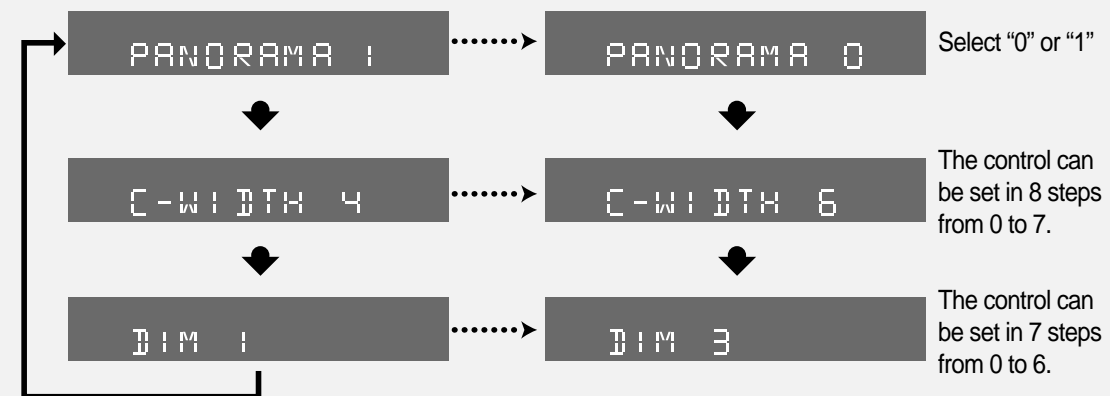 PANORAMA 1
PANORAMA 0
Select “0” or “1”
C-WIDTH 4
C-WIDTH 6
The control can
be set in 8 steps
from 0 to 7.
DIM 1
DIM 3
The control can
be set in 7 steps
from 0 to 6.